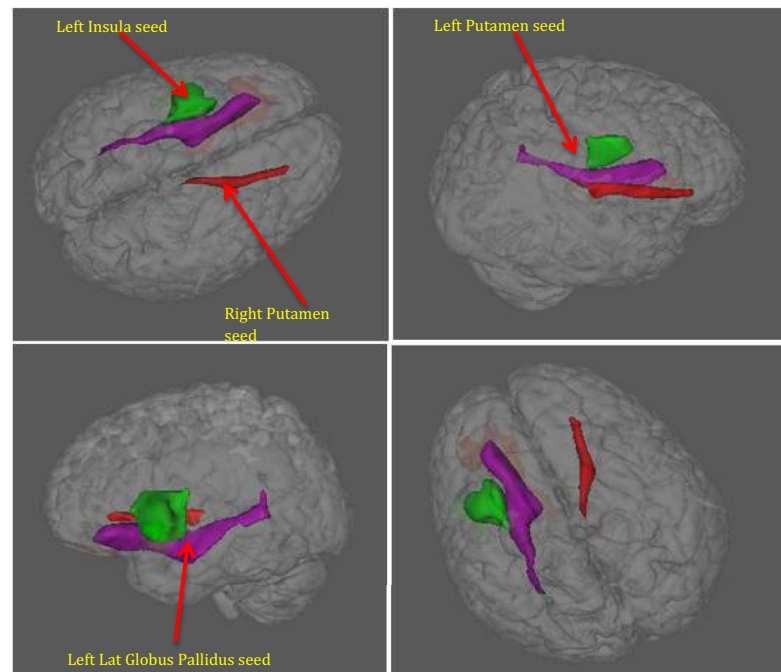 Left Insula seed
Left Putamen seed
Right Putamen
seed
Left Lat Globus Pallidus seed